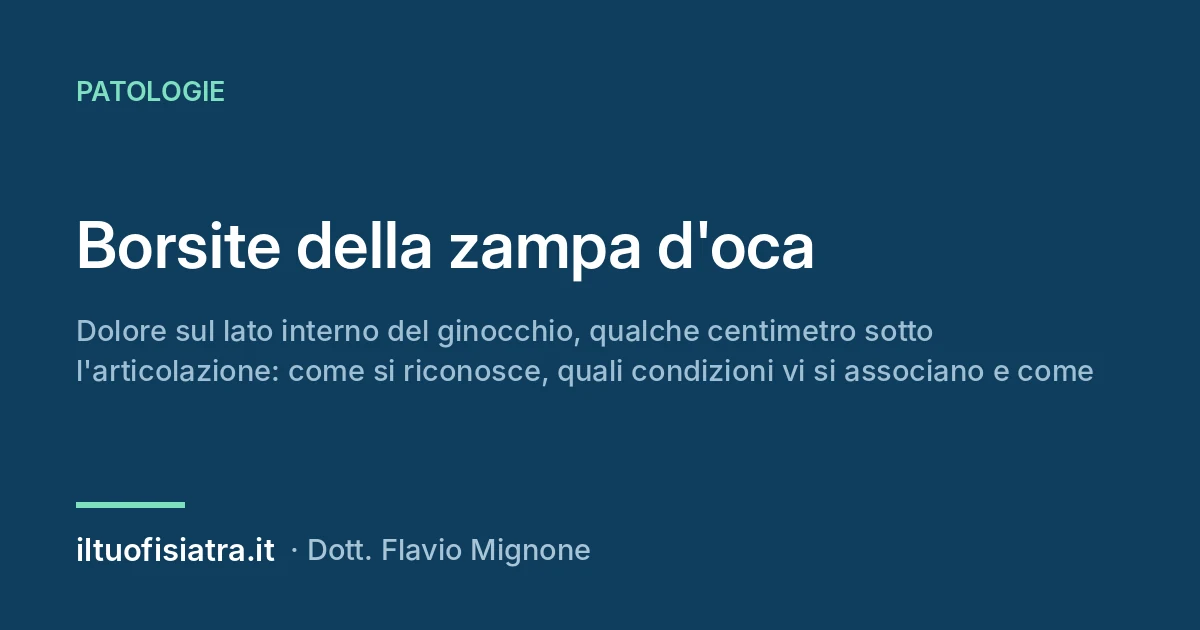 PATOLOGIE
Borsite della zampa d'oca
Dolore sul lato interno del ginocchio, qualche centimetro sotto
l'articolazione: come si riconosce, quali condizioni vi si associano e come
iltuofisiatra.it · Dott. Flavio Mignone